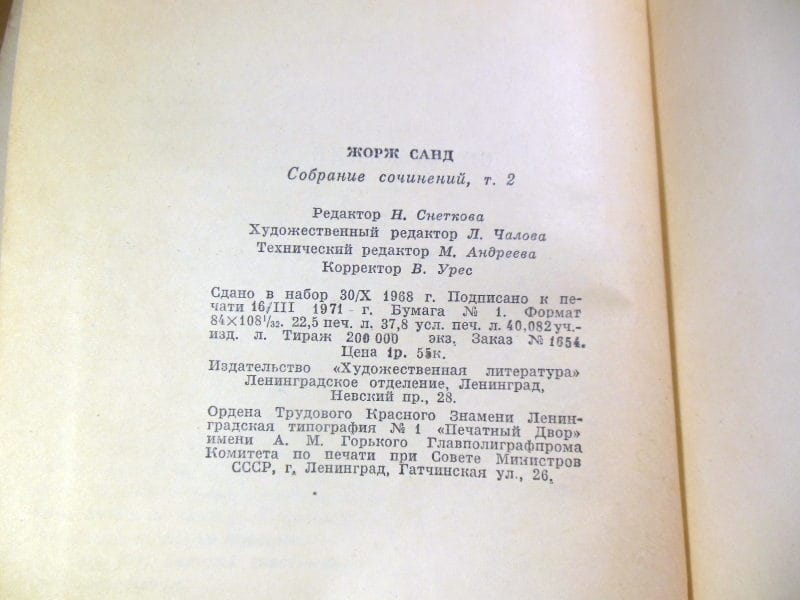 ЖОРЖ САНД
Собрание сочинений, т. 2
Редактор Н. Снеткова
Художественный редактор Л. Чалова
Технический редактор М. Андреева
Корректор В. Урес
Сдано в набор 30/X 1968 г. Подписано к пе-
чати 16/III 1971 г. Бумага № 1. Формат
84×108 1/32. 22,5 печ. л. 37,8 усл. печ. л. 40,082 уч.-
изд. л. Тираж 200 000 экз. Заказ № 1654.
Цена 1р. 55к.
Издательство «Художественная литература»
Ленинградское отделение, Ленинград,
Невский пр., 28.
Ордена Трудового Красного Знамени Ленин-
градская типография № 1 «Печатный Двор»
имени А. М. Горького Главполиграфпрома
Комитета по печати при Совете Министров
СССР, г. Ленинград, Гатчинская ул., 26.